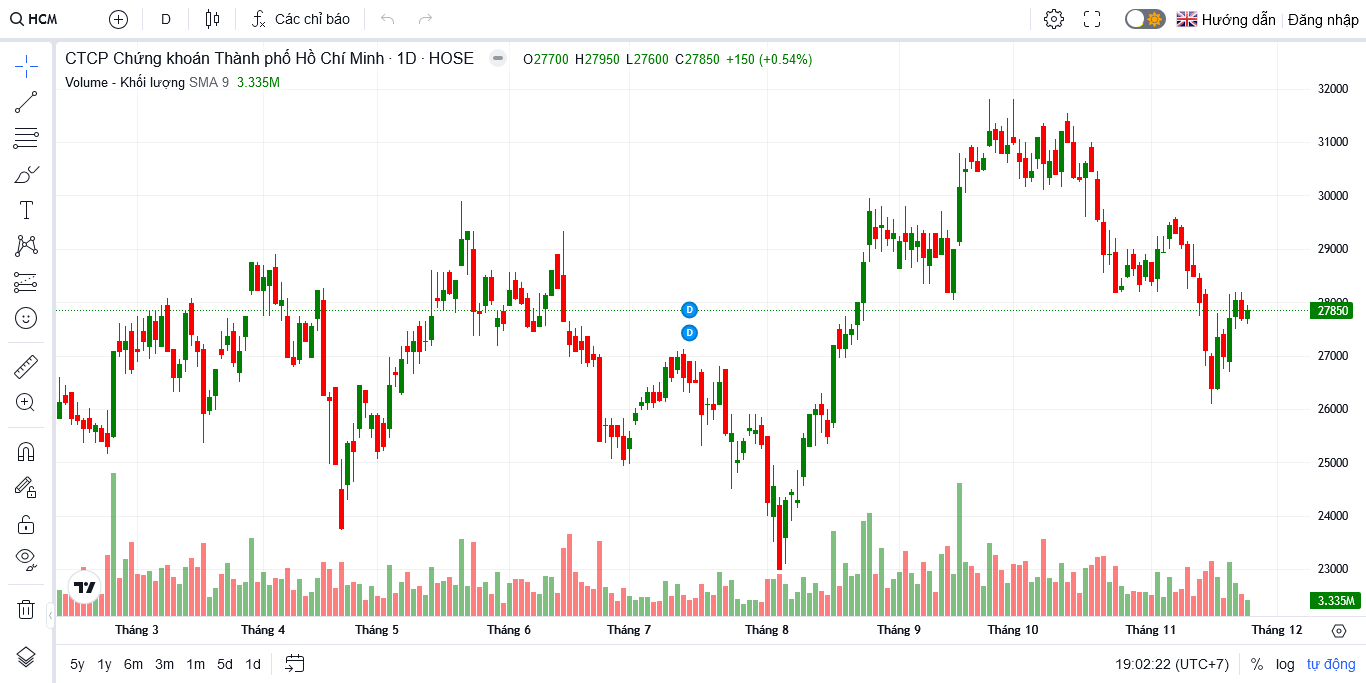 HCM D Các chỉ báo Hướng dẫn Đăng nhập
CTCP Chứng khoán Thành phố Hồ Chí Minh · 1D · HOSE O27700 H27950 L27600 C27850 +150 (+0.54%)
Volume - Khối lượng SMA 9 3.335M
32000
31000
30000
29000
28000
27850
27000
26000
25000
24000
23000
3.335M
D
D
Tháng 3 Tháng 4 Tháng 5 Tháng 6 Tháng 7 Tháng 8 Tháng 9 Tháng 10 Tháng 11 Tháng 12
5y 1y 6m 3m 1m 5d 1d 19:02:22 (UTC+7) % log tự động